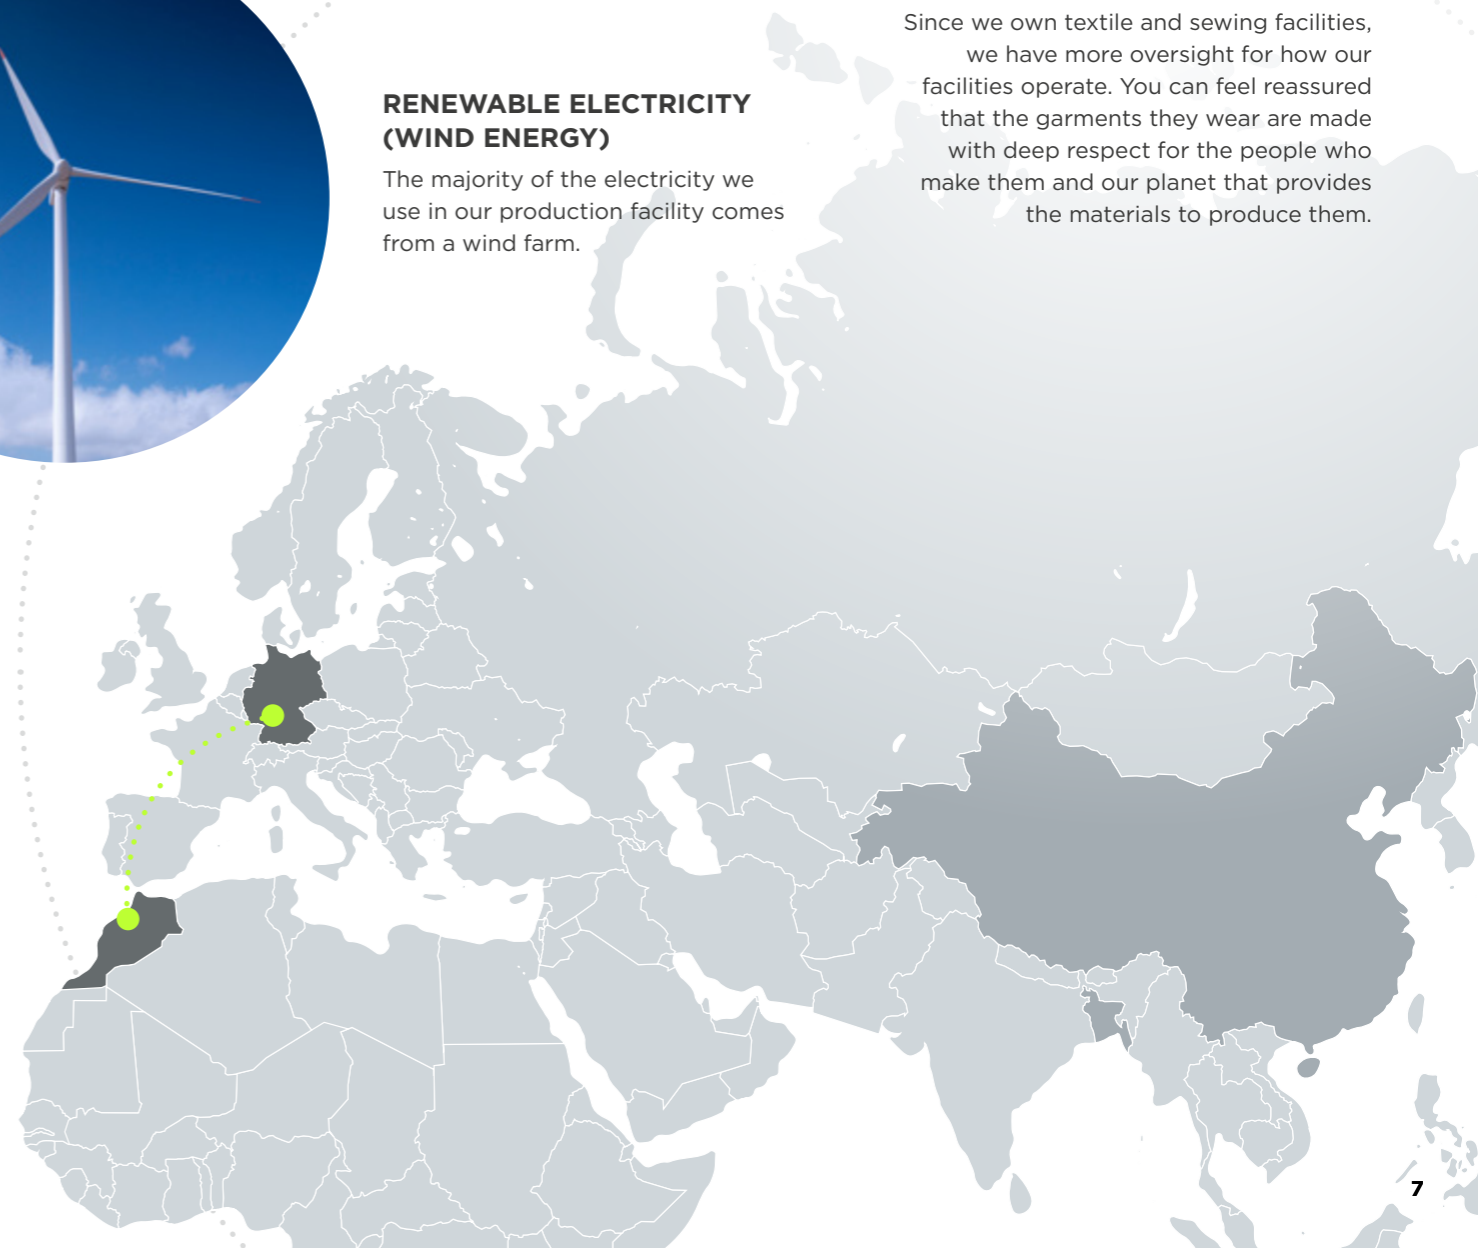 RENEWABLE ELECTRICITY
(WIND ENERGY)
The majority of the electricity we
use in our production facility comes
from a wind farm.
Since we own textile and sewing facilities,
we have more oversight for how our
facilities operate. You can feel reassured
that the garments they wear are made
with deep respect for the people who
make them and our planet that provides
the materials to produce them.
7